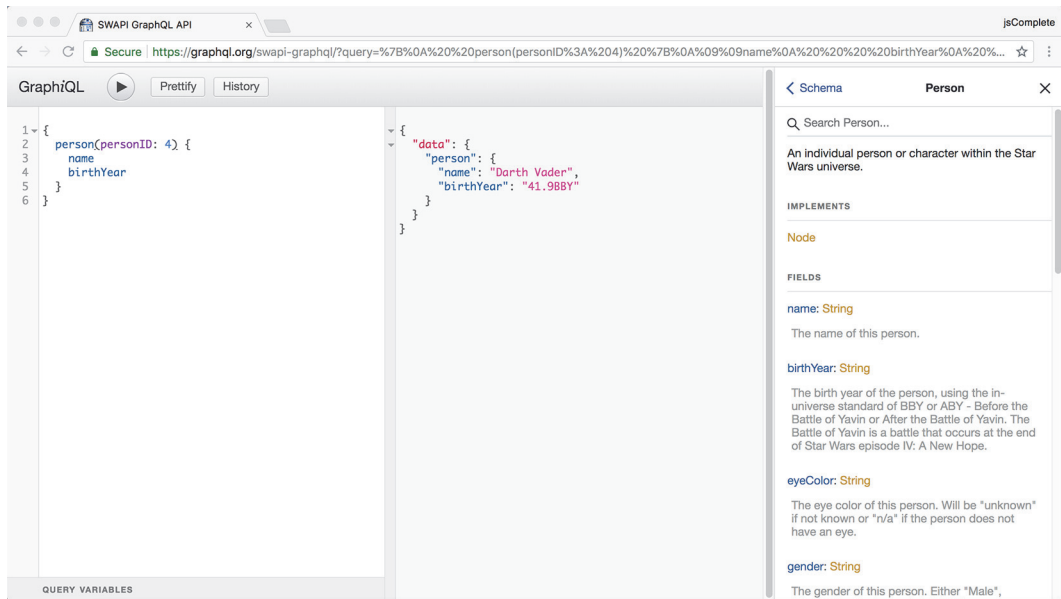 SWAPI GraphQL API
jsComplete
Secure https://graphql.org/swapi-graphql/?query=%7B%0A%20%20person(personID%3A%204)%20%7B%0A%09%09name%0A%20%20%20%20birthYear%0A%20%...
GraphiQL
Prettify
History
1 {
2 person(personID: 4) {
3 name
4 birthYear
5 }
6 }
QUERY VARIABLES
{
"data": {
"person": {
"name": "Darth Vader",
"birthYear": "41.9BBY"
}
}
}
Schema
Person
Search Person...
An individual person or character within the Star
Wars universe.
IMPLEMENTS
Node
FIELDS
name: String
The name of this person.
birthYear: String
The birth year of the person, using the in-
universe standard of BBY or ABY - Before the
Battle of Yavin or After the Battle of Yavin. The
Battle of Yavin is a battle that occurs at the end
of Star Wars episode IV: A New Hope.
eyeColor: String
The eye color of this person. Will be "unknown"
if not known or "n/a" if the person does not
have an eye.
gender: String
The gender of this person. Either "Male",